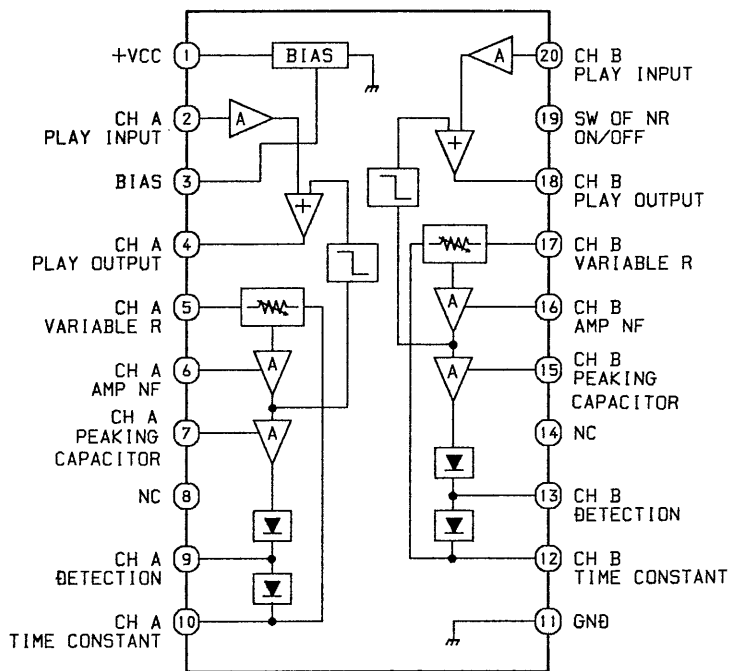 +VCC
1
BIAS
CH A
PLAY INPUT
2
A
BIAS
3
+
CH A
PLAY OUTPUT
4
CH A
VARIABLE R
5
CH A
AMP NF
6
A
CH A
PEAKING
CAPACITOR
7
A
NC
8
CH A
DETECTION
9
CH A
TIME CONSTANT
10
A
20
CH B
PLAY INPUT
19
SW OF NR
ON/OFF
+
18
CH B
PLAY OUTPUT
17
CH B
VARIABLE R
A
16
CH B
AMP NF
A
15
CH B
PEAKING
CAPACITOR
14
NC
13
CH B
DETECTION
12
CH B
TIME CONSTANT
11
GND